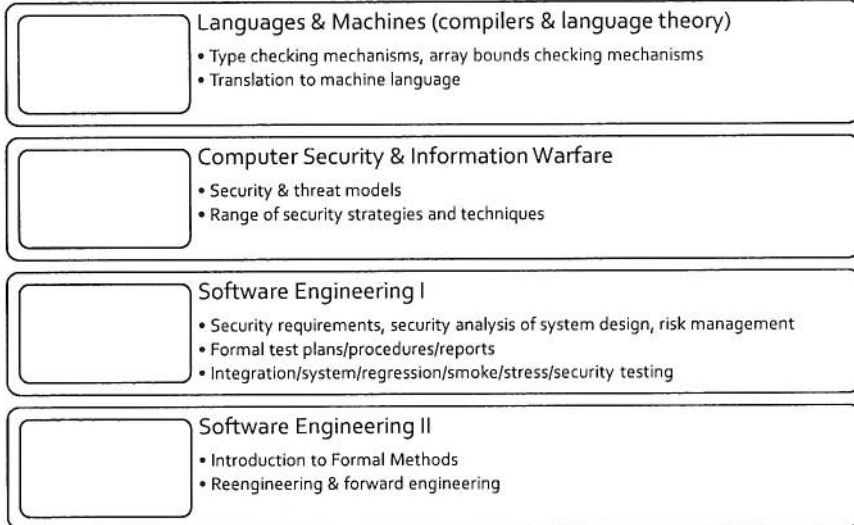 Languages & Machines (compilers & language theory)
• Type checking mechanisms, array bounds checking mechanisms
• Translation to machine language
Computer Security & Information Warfare
• Security & threat models
• Range of security strategies and techniques
Software Engineering I
• Security requirements, security analysis of system design, risk management
• Formal test plans/procedures/reports
• Integration/system/regression/smoke/stress/security testing
Software Engineering II
• Introduction to Formal Methods
• Reengineering & forward engineering